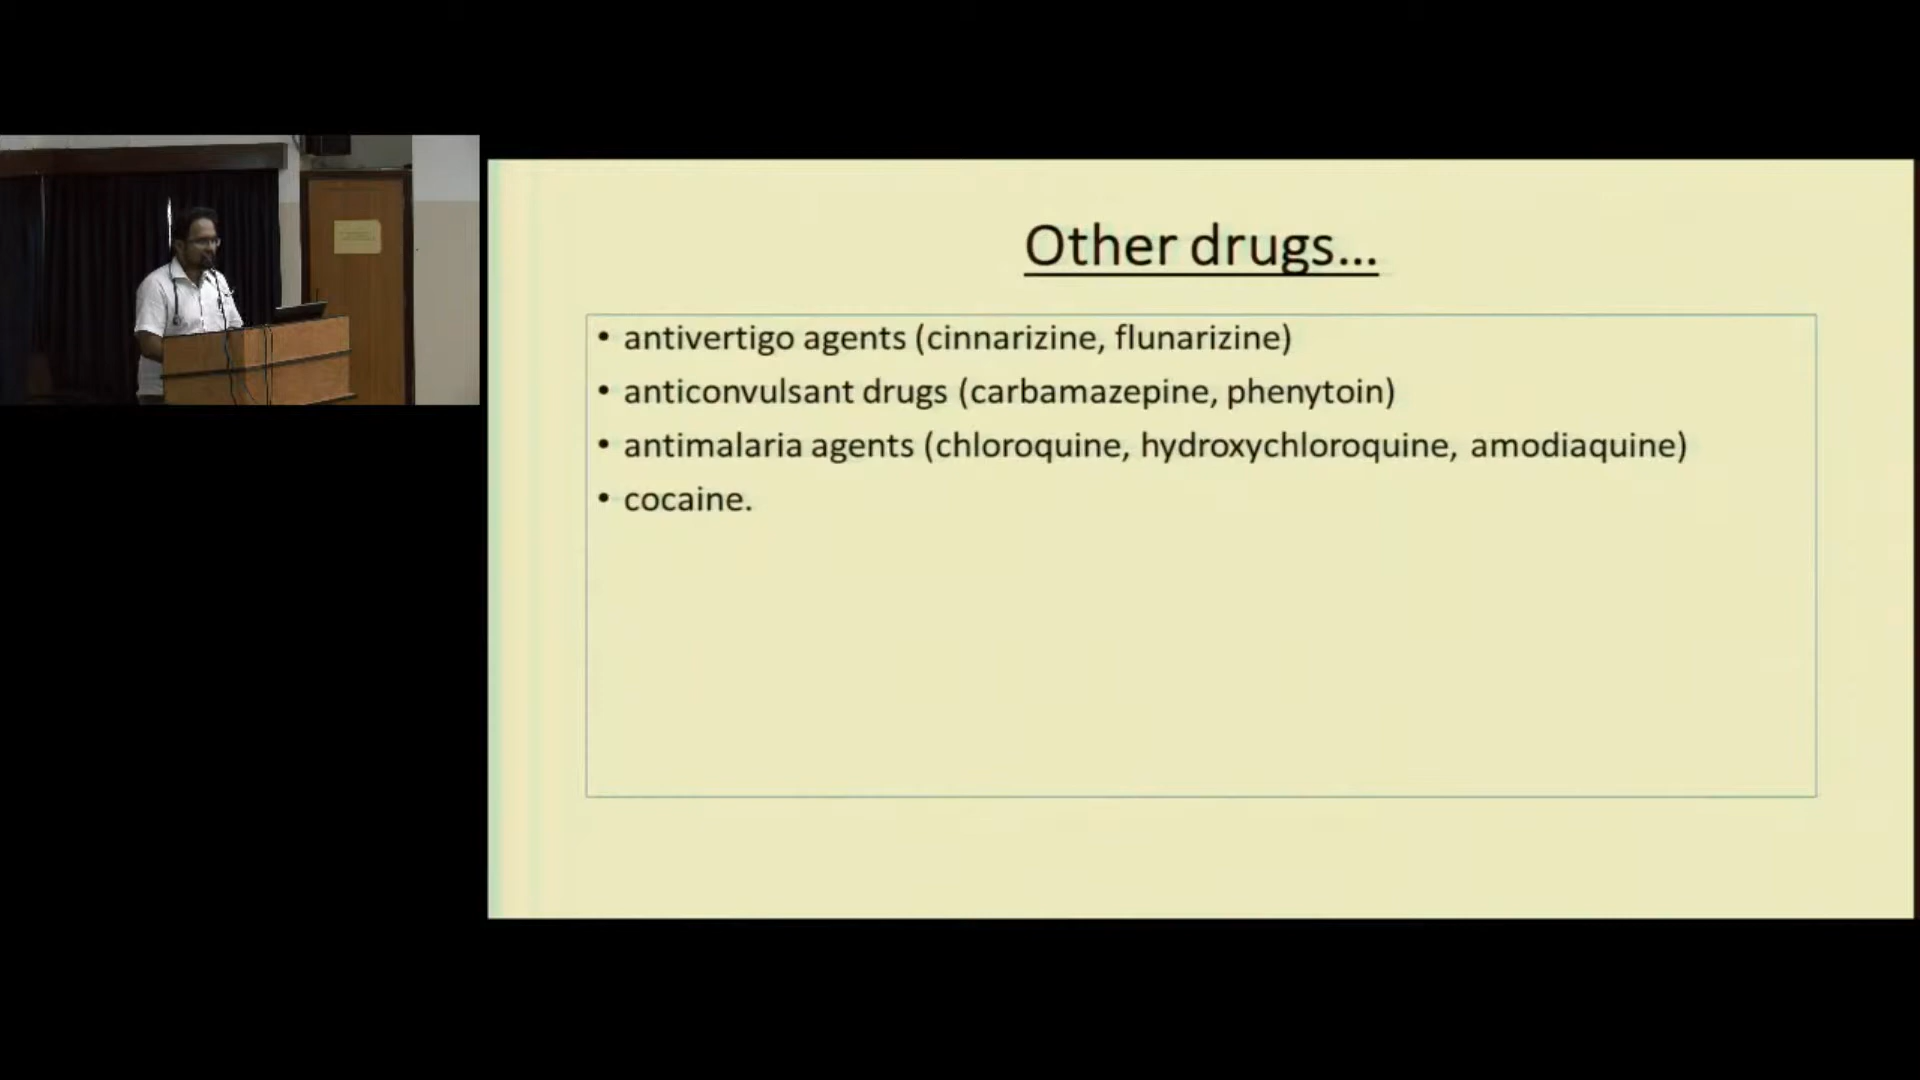 Other drugs...
• antivertigo agents (cinnarizine, flunarizine)
• anticonvulsant drugs (carbamazepine, phenytoin)
• antimalaria agents (chloroquine, hydroxychloroquine, amodiaquine)
• cocaine.